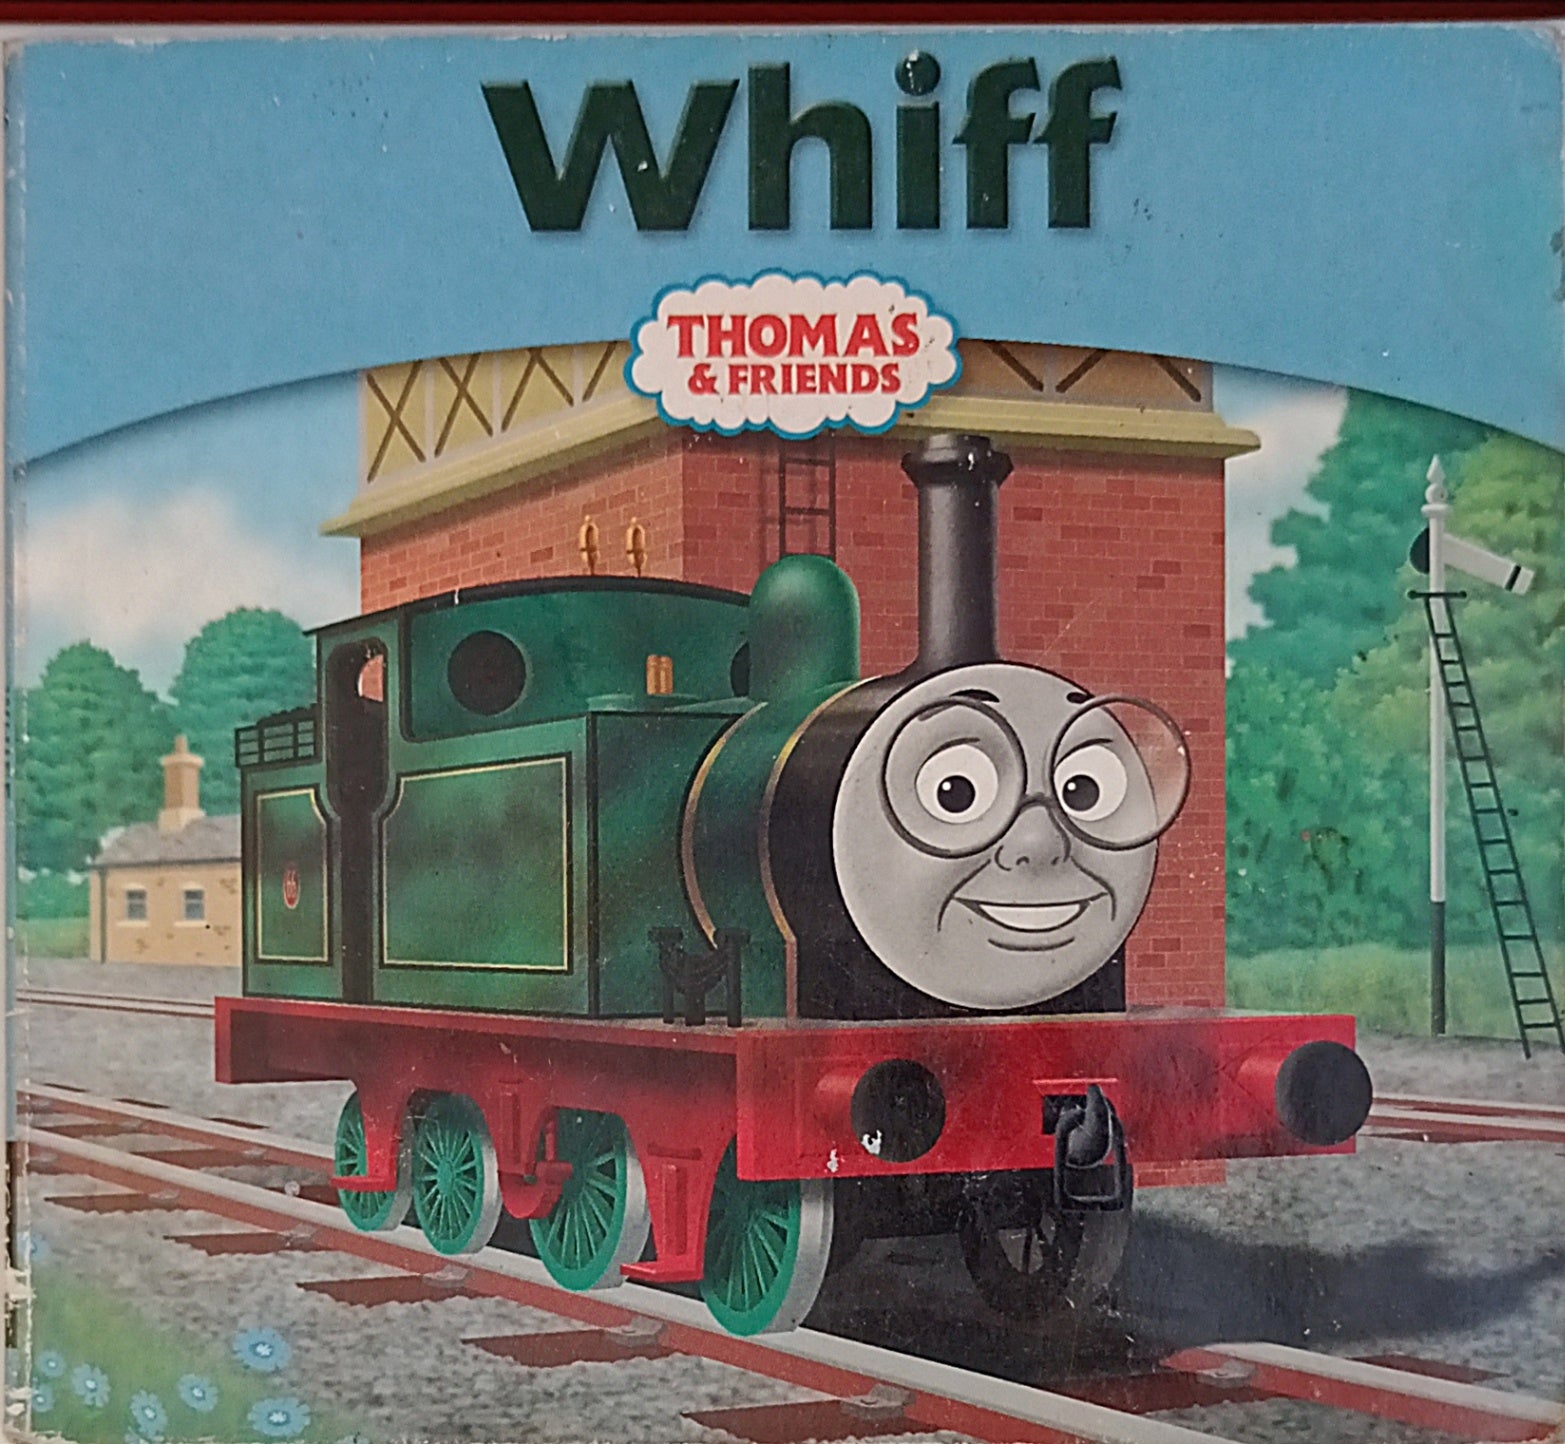 Whiff
THOMAS
& FRIENDS